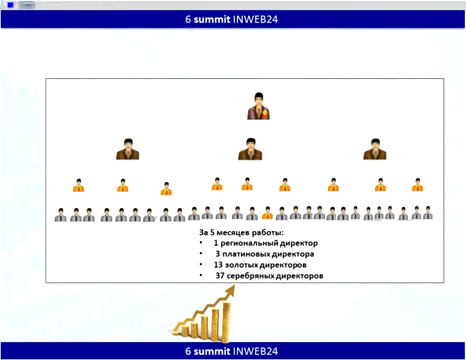 6 summit INWEB24
За 5 месяцев работы:
• 1 региональный директор
• 3 платиновых директора
• 13 золотых директоров
• 37 серебряных директоров
6 summit INWEB24